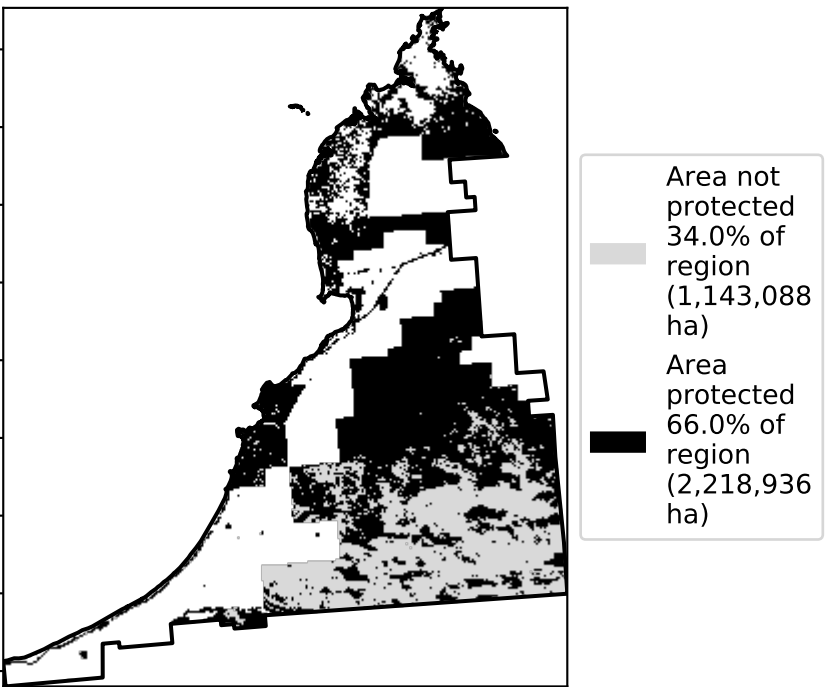 Area not
protected
34.0% of
region
(1,143,088
ha)
Area
protected
66.0% of
region
(2,218,936
ha)